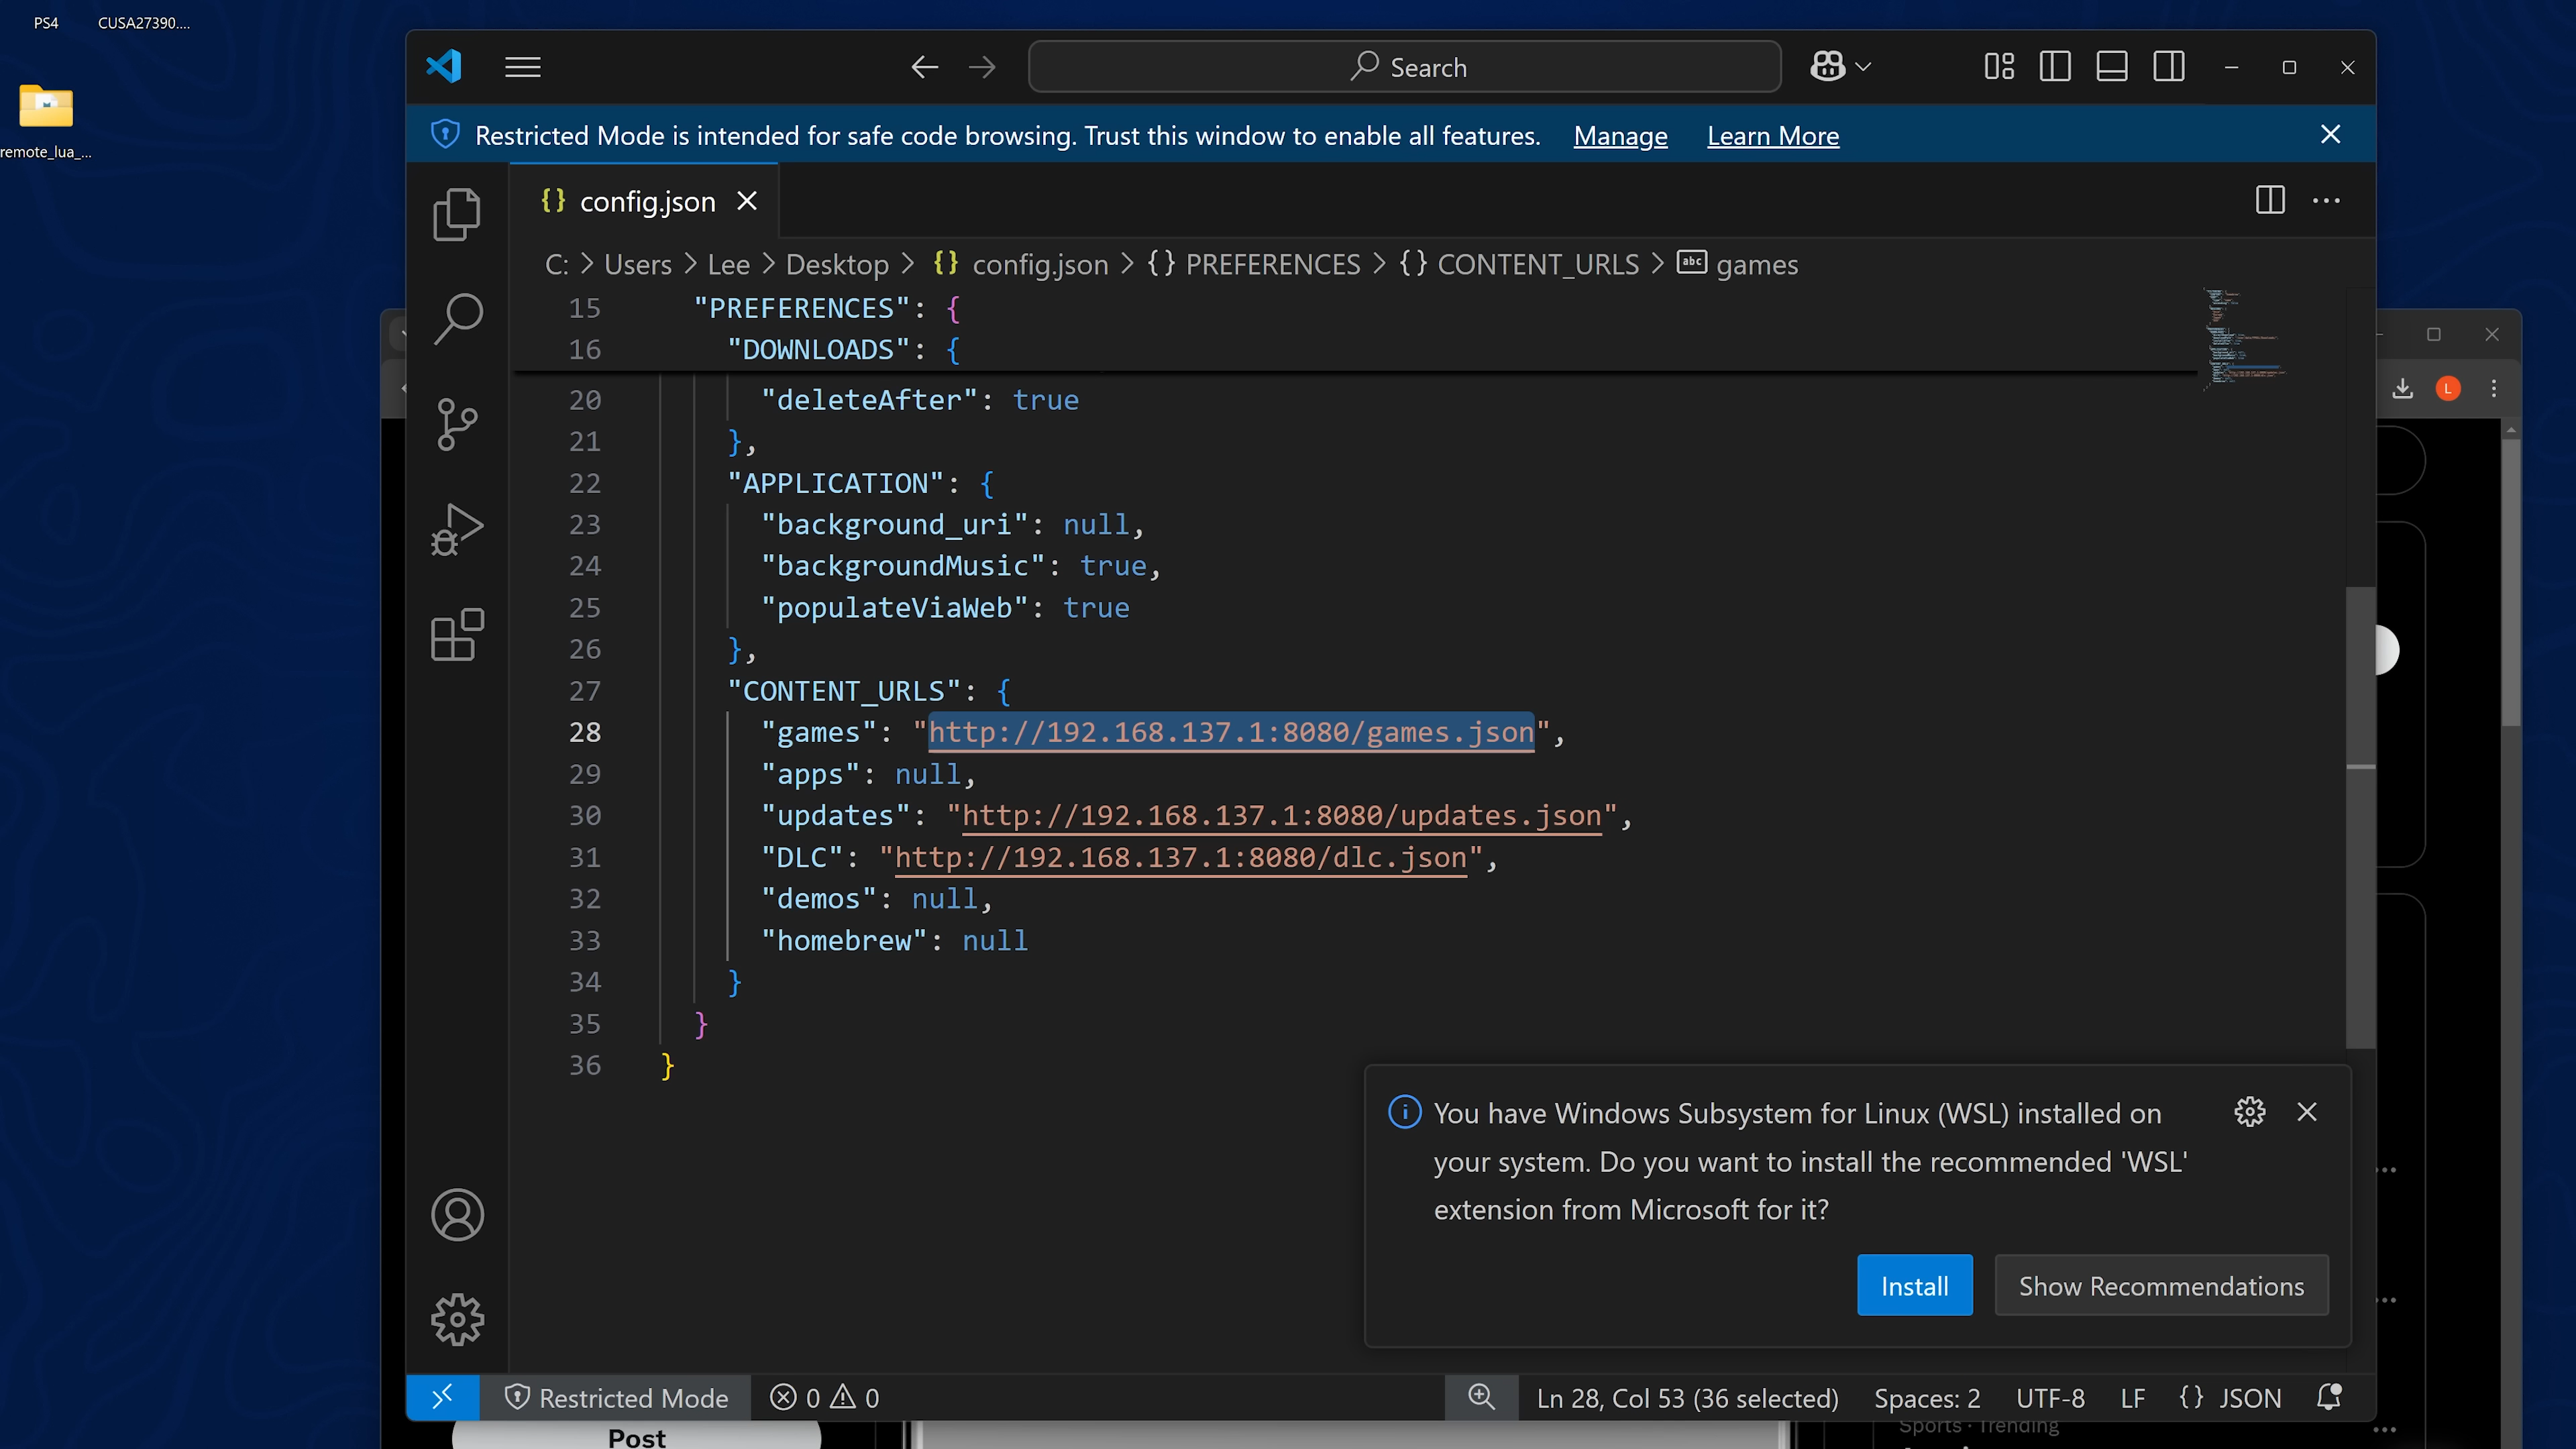 PS4
CUSA27390....
remote_lua_...
Search
Restricted Mode is intended for safe code browsing. Trust this window to enable all features. Manage Learn More
config.json
C: > Users > Lee > Desktop > {} config.json > {} PREFERENCES > {} CONTENT_URLS > abc games
15 "PREFERENCES": {
16 "DOWNLOADS": {
20 "deleteAfter": true
21 },
22 "APPLICATION": {
23 "background_uri": null,
24 "backgroundMusic": true,
25 "populateViaWeb": true
26 },
27 "CONTENT_URLS": {
28 "games": "http://192.168.137.1:8080/games.json",
29 "apps": null,
30 "updates": "http://192.168.137.1:8080/updates.json",
31 "DLC": "http://192.168.137.1:8080/dlc.json",
32 "demos": null,
33 "homebrew": null
34 }
35 }
36 }
L
You have Windows Subsystem for Linux (WSL) installed on
your system. Do you want to install the recommended 'WSL'
extension from Microsoft for it?
Install
Show Recommendations
Restricted Mode 0 0 Ln 28, Col 53 (36 selected) Spaces: 2 UTF-8 LF {} JSON
Post
Sports · Trending